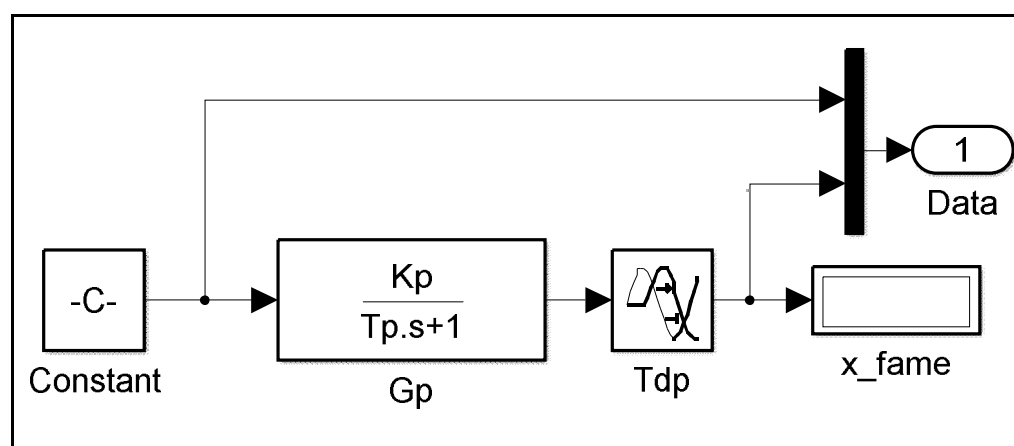 1
Data
-C-
Constant
Kp
Tp.s+1
Gp
Tdp
x_fame